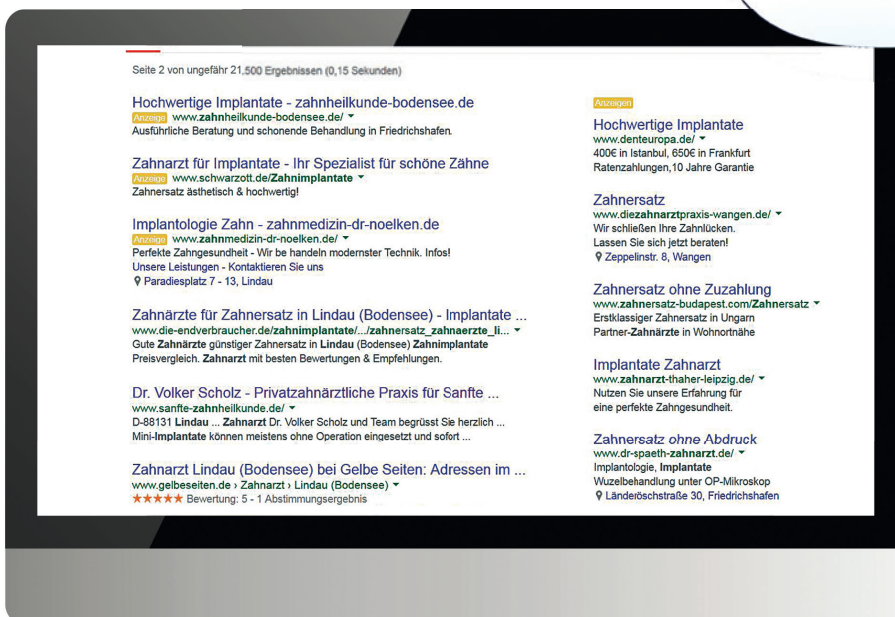 Seite 2 von ungefähr 21,500 Ergebnissen (0,15 Sekunden)
Hochwertige Implantate - zahnheilkunde-bodensee.de
Anzeige www.zahnheilkunde-bodensee.de/
Ausführliche Beratung und schonende Behandlung in Friedrichshafen.
Zahnarzt für Implantate - Ihr Spezialist für schöne Zähne
Anzeige www.schwarzott.de/Zahnimplantate
Zahnersatz ästhetisch & hochwertig!
Implantologie Zahn - zahnmedizin-dr-noelken.de
Anzeige www.zahnmedizin-dr-noelken.de/
Perfekte Zahngesundheit - Wir be handeln modernster Technik. Infos!
Unsere Leistungen - Kontaktieren Sie uns
Paradiesplatz 7 - 13, Lindau
Zahnärzte für Zahnersatz in Lindau (Bodensee) - Implantate ...
www.die-endverbraucher.de/zahnimplantate/.../zahnersatz_zahnaerzte_li...
Gute Zahnärzte günstiger Zahnersatz in Lindau (Bodensee) Zahnimplantate
Preisvergleich. Zahnarzt mit besten Bewertungen & Empfehlungen.
Dr. Volker Scholz - Privatzahnärztliche Praxis für Sanfte ...
www.sanfte-zahnheilkunde.de/
D-88131 Lindau ... Zahnarzt Dr. Volker Scholz und Team begrüsst Sie herzlich ...
Mini-Implantate können meistens ohne Operation eingesetzt und sofort ...
Zahnarzt Lindau (Bodensee) bei Gelbe Seiten: Adressen im ...
www.gelbeseiten.de › Zahnarzt › Lindau (Bodensee)
★★★★★ Bewertung: 5 - 1 Abstimmungsergebnis
Anzeigen
Hochwertige Implantate
www.denteuropa.de/
400€ in Istanbul, 650€ in Frankfurt
Ratenzahlungen,10 Jahre Garantie
Zahnersatz
www.diezahnarztpraxis-wangen.de/
Wir schließen Ihre Zahnlücken.
Lassen Sie sich jetzt beraten!
Zeppelinstr. 8, Wangen
Zahnersatz ohne Zuzahlung
www.zahnersatz-budapest.com/Zahnersatz
Erstklassiger Zahnersatz in Ungarn
Partner-Zahnärzte in Wohnortnähe
Implantate Zahnarzt
www.zahnarzt-thaher-leipzig.de/
Nutzen Sie unsere Erfahrung für
eine perfekte Zahngesundheit.
Zahnersatz ohne Abdruck
www.dr-spaeth-zahnarzt.de/
Implantologie, Implantate
Wuzelbehandlung unter OP-Mikroskop
Länderöschstraße 30, Friedrichshafen